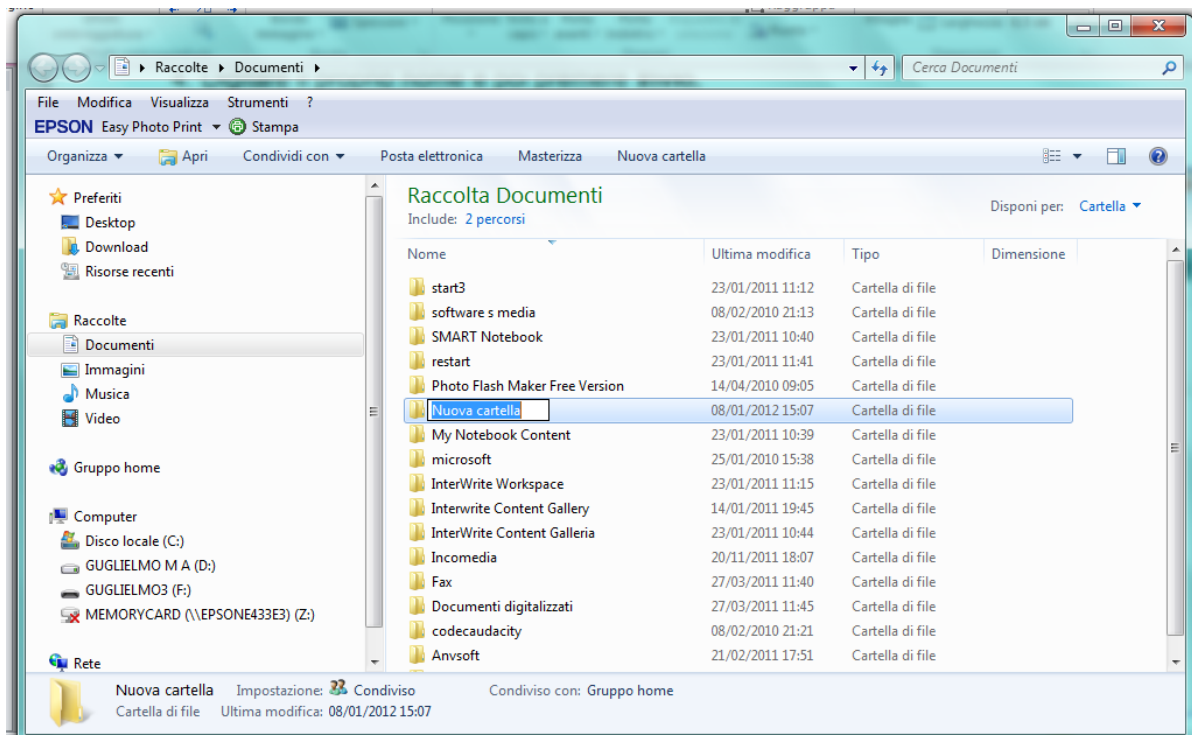 Raccolte Documenti
Cerca Documenti
File Modifica Visualizza Strumenti ?
EPSON Easy Photo Print Stampa
Organizza Apri Condividi con Posta elettronica Masterizza Nuova cartella
Preferiti
Desktop
Download
Risorse recenti
Raccolte
Documenti
Immagini
Musica
Video
Gruppo home
Computer
Disco locale (C:)
GUGLIELMO M A (D:)
GUGLIELMO3 (F:)
MEMORYCARD (\\EPSONE433E3) (Z:)
Rete
Raccolta Documenti
Include: 2 percorsi
Disponi per: Cartella
Nome Ultima modifica Tipo Dimensione
start3 23/01/2011 11:12 Cartella di file
software s media 08/02/2010 21:13 Cartella di file
SMART Notebook 23/01/2011 10:40 Cartella di file
restart 23/01/2011 11:41 Cartella di file
Photo Flash Maker Free Version 14/04/2010 09:05 Cartella di file
Nuova cartella 08/01/2012 15:07 Cartella di file
My Notebook Content 23/01/2011 10:39 Cartella di file
microsoft 25/01/2010 15:38 Cartella di file
InterWrite Workspace 23/01/2011 11:15 Cartella di file
Interwrite Content Gallery 14/01/2011 19:45 Cartella di file
InterWrite Content Galleria 23/01/2011 10:44 Cartella di file
Incomedia 20/11/2011 18:07 Cartella di file
Fax 27/03/2011 11:40 Cartella di file
Documenti digitalizzati 27/03/2011 11:45 Cartella di file
codecaudacity 08/02/2010 21:21 Cartella di file
Anvsoft 21/02/2011 17:51 Cartella di file
Nuova cartella Impostazione: Condiviso Condiviso con: Gruppo home
Cartella di file Ultima modifica: 08/01/2012 15:07